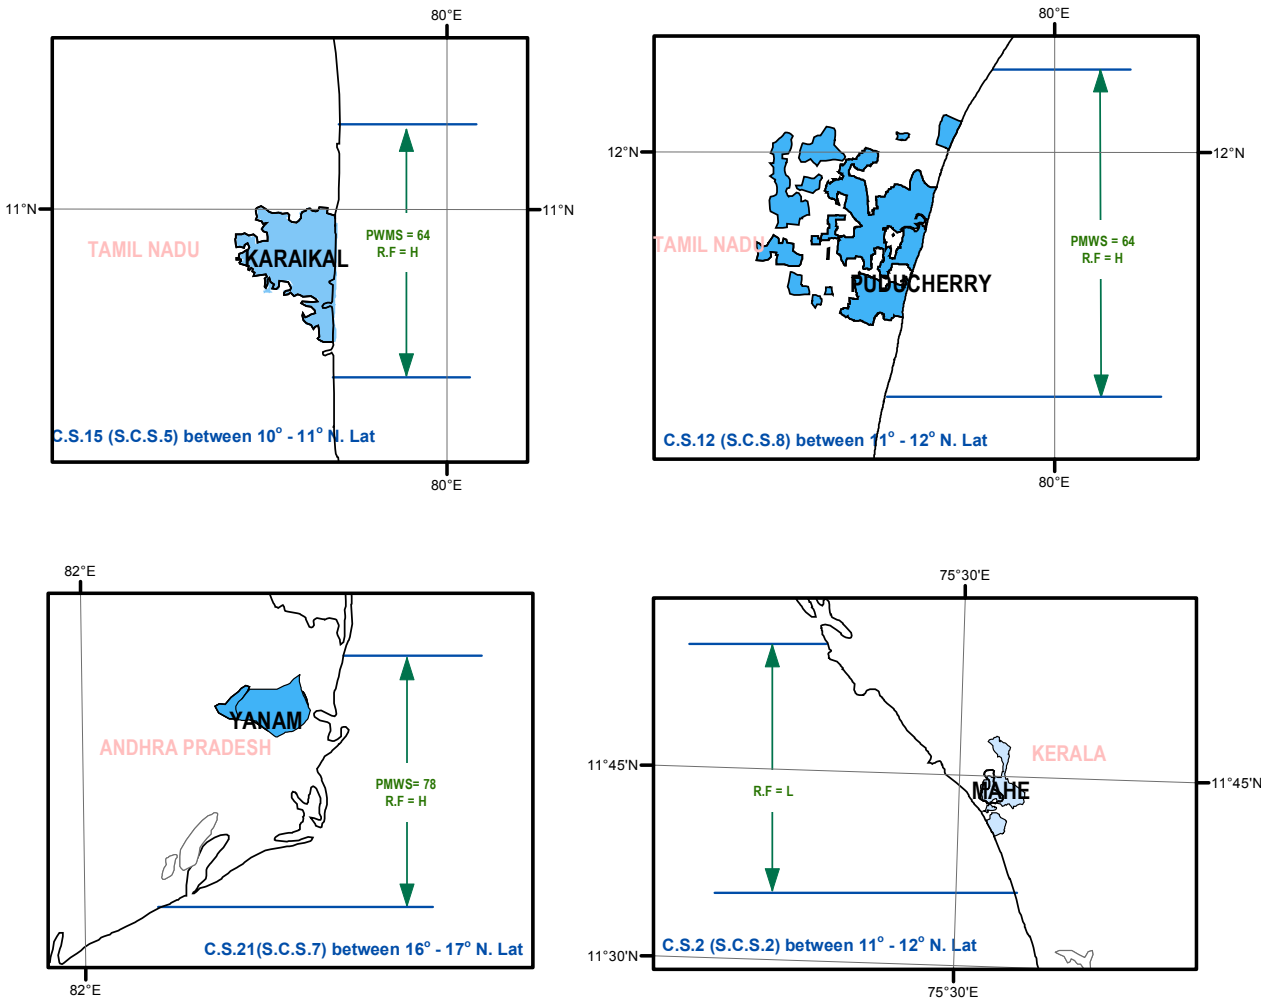 80°E
11°N
11°N
TAMIL NADU
KARAIKAL
PWMS = 64
R.F = H
C.S.15 (S.C.S.5) between 10° - 11° N. Lat
80°E
80°E
12°N
12°N
TAMIL NADU
PUDUCHERRY
PMWS = 64
R.F = H
C.S.12 (S.C.S.8) between 11° - 12° N. Lat
80°E
82°E
YANAM
ANDHRA PRADESH
PMWS= 78
R.F = H
C.S.21(S.C.S.7) between 16° - 17° N. Lat
82°E
75°30'E
KERALA
11°45'N
11°45'N
MAHE
R.F = L
C.S.2 (S.C.S.2) between 11° - 12° N. Lat
11°30'N
75°30'E